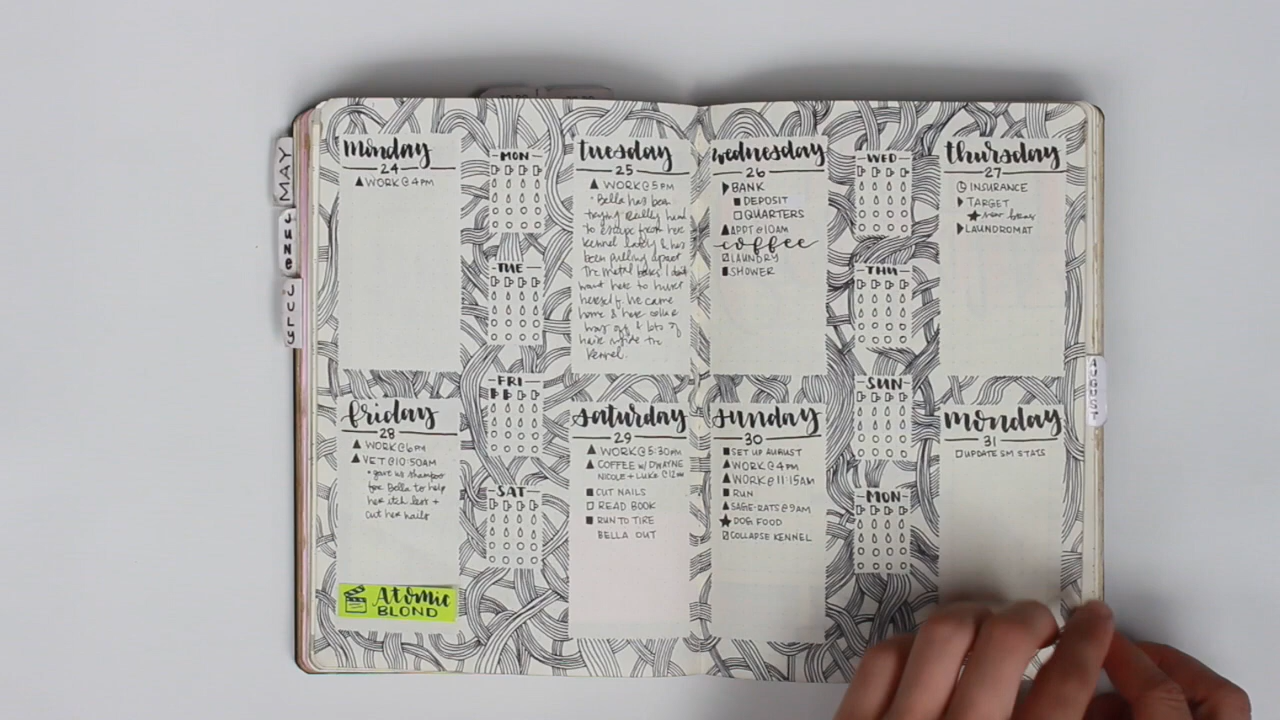 MAY
June
JULY
AUGUST
monday
24
WORK @ 4PM
-MON-
tuesday
25
WORK @ 5PM
Bella has been
trying really hard
to escape from her
kennel lately & has
been pulling apart
the metal bars. I don't
want her to hurt
herself. We came
home & her collar
was off & lots of
hair inside the
kennel.
-TUE-
wednesday
26
BANK
DEPOSIT
QUARTERS
APPT @ 10AM
coffee
LAUNDRY
SHOWER
-WED-
thursday
27
INSURANCE
TARGET
LAUNDROMAT
-THU-
friday
28
WORK @ 6PM
VET @ 10:50AM
gave us shampoo
for Bella to help
her itch less +
cut her nails
Atomic
BLOND
-FRI-
saturday
29
WORK @ 5:30PM
COFFEE W/ DWAYNE
NICOLE + LUKE @ 12PM
CUT NAILS
READ BOOK
RUN TO TIRE
BELLA OUT
-SAT-
sunday
30
SET UP AUGUST
WORK @ 4PM
WORK @ 11:15AM
RUN
SAGE-RATS @ 9AM
DOG FOOD
COLLAPSE KENNEL
-SUN-
monday
31
UPDATE SM STATS
-MON-